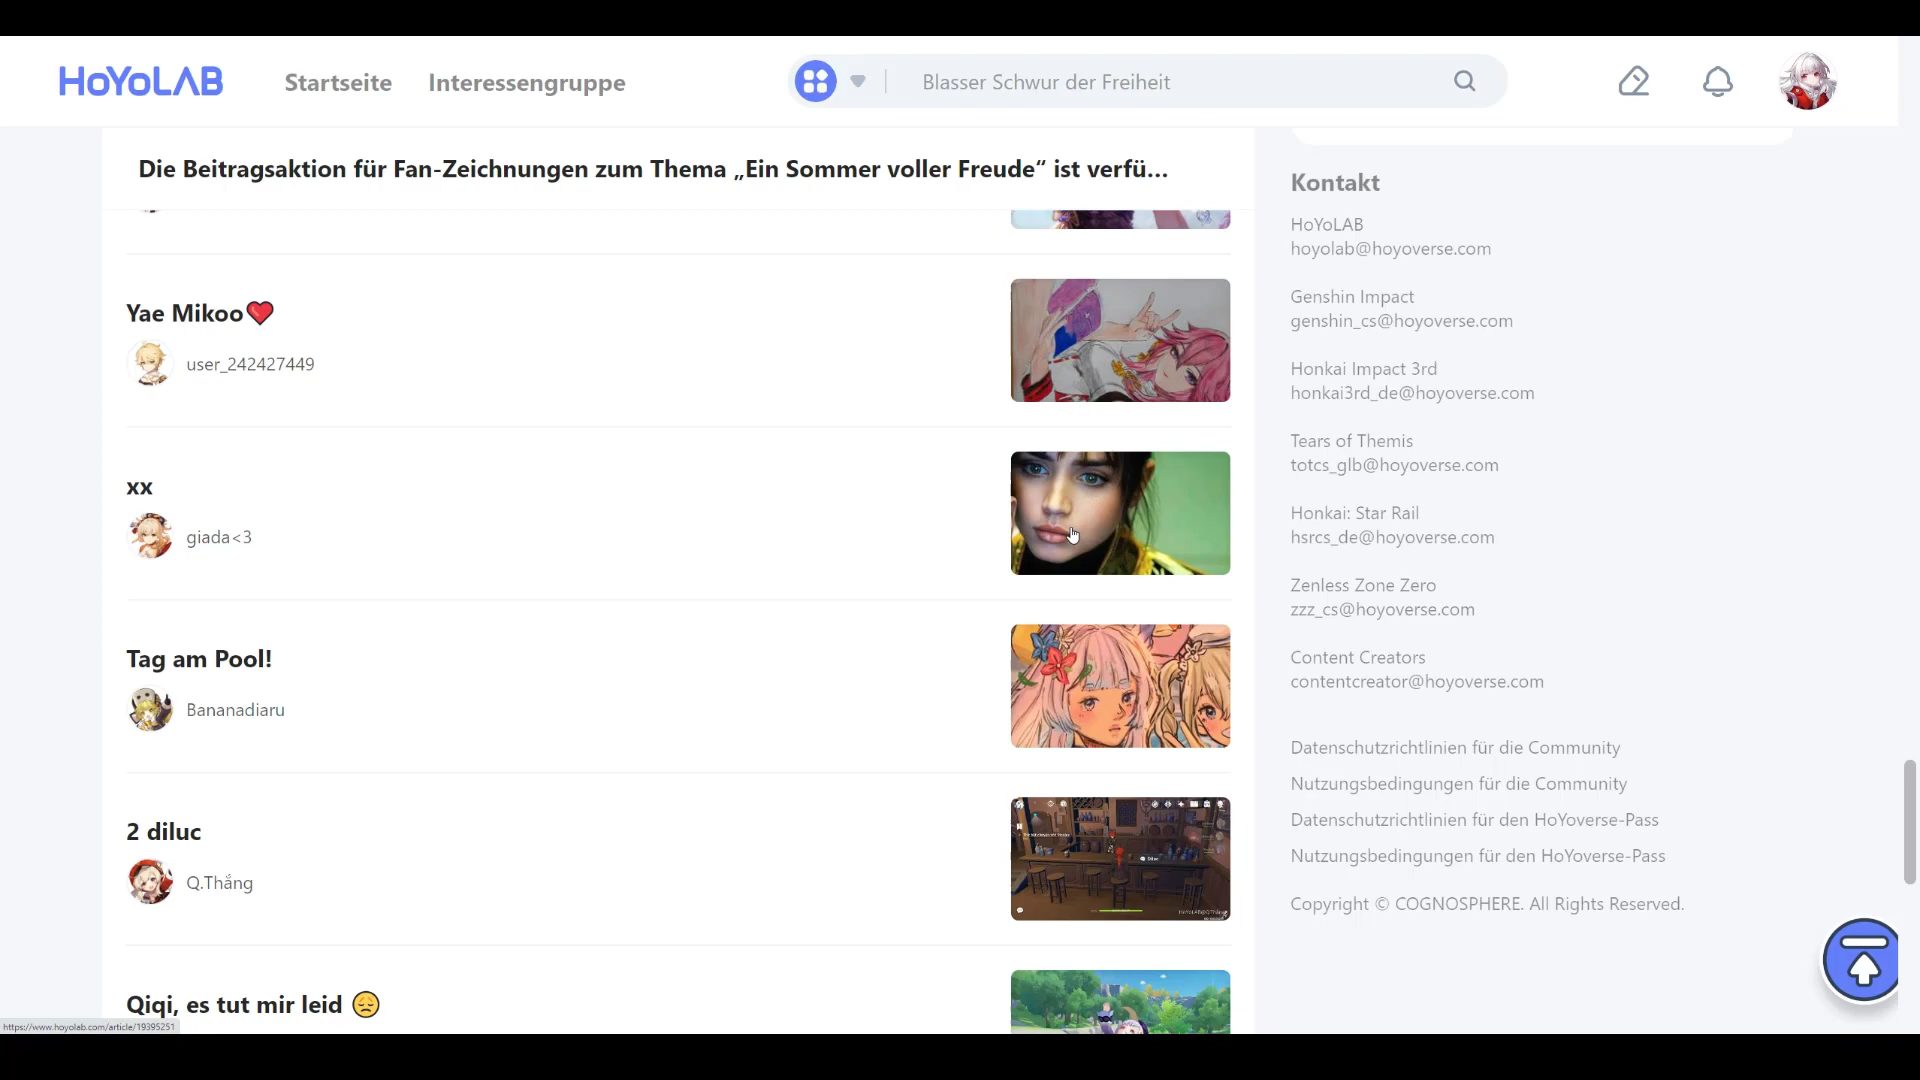 HoYoLAB
Startseite
Interessengruppe
Blasser Schwur der Freiheit
Die Beitragsaktion für Fan-Zeichnungen zum Thema „Ein Sommer voller Freude“ ist verfü...
Yae Mikoo❤️
user_242427449
xx
giada<3
Tag am Pool!
Bananadiaru
2 diluc
Q.Thắng
Qiqi, es tut mir leid 😞
https://www.hoyolab.com/article/19395251
Kontakt
HoYoLAB
hoyolab@hoyoverse.com
Genshin Impact
genshin_cs@hoyoverse.com
Honkai Impact 3rd
honkai3rd_de@hoyoverse.com
Tears of Themis
totcs_glb@hoyoverse.com
Honkai: Star Rail
hsrcs_de@hoyoverse.com
Zenless Zone Zero
zzz_cs@hoyoverse.com
Content Creators
contentcreator@hoyoverse.com
Datenschutzrichtlinien für die Community
Nutzungsbedingungen für die Community
Datenschutzrichtlinien für den HoYoverse-Pass
Nutzungsbedingungen für den HoYoverse-Pass
Copyright © COGNOSPHERE. All Rights Reserved.